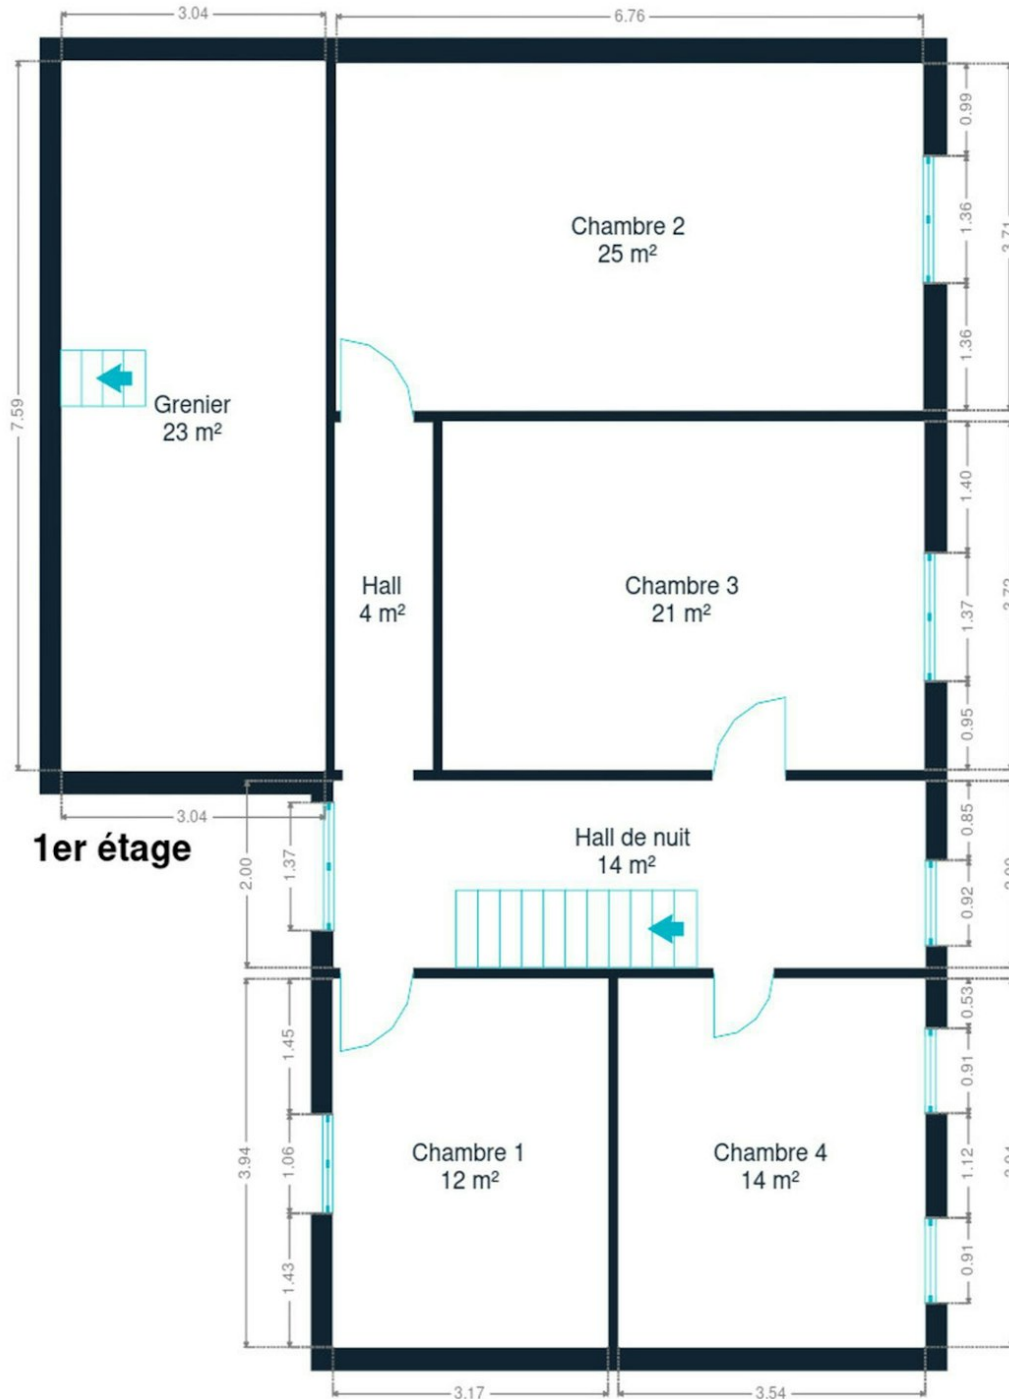 3.04
6.76
0.99
Chambre 2
25 m²
1.36
1.36
7.59
Grenier
23 m²
1.40
Hall
4 m²
Chambre 3
21 m²
1.37
0.95
3.04
1er étage
2.00
1.37
Hall de nuit
14 m²
0.85
0.92
0.53
1.45
0.91
3.94
1.06
Chambre 1
12 m²
Chambre 4
14 m²
1.12
1.43
0.91
3.17
3.54